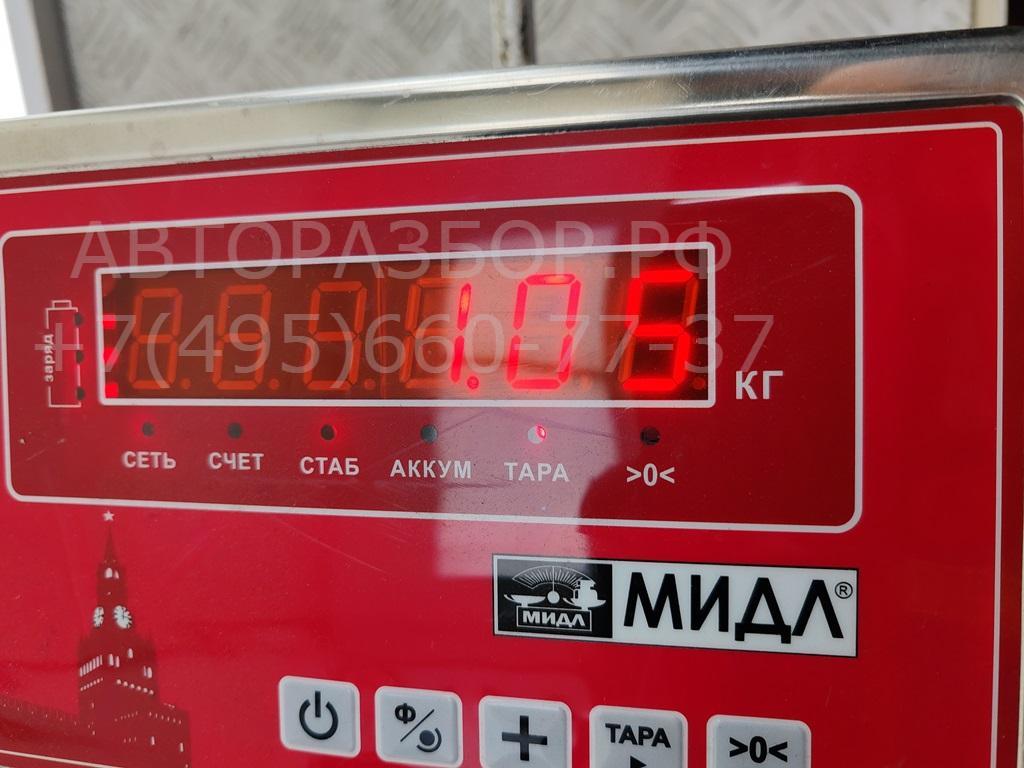 АВТОРАЗБОР.РФ
+7(495)660-77-37
заряд
1.05
КГ
СЕТЬ СЧЕТ СТАБ АККУМ ТАРА >0<
МИДЛ МИДЛ®
Ф
+
ТАРА
>0<